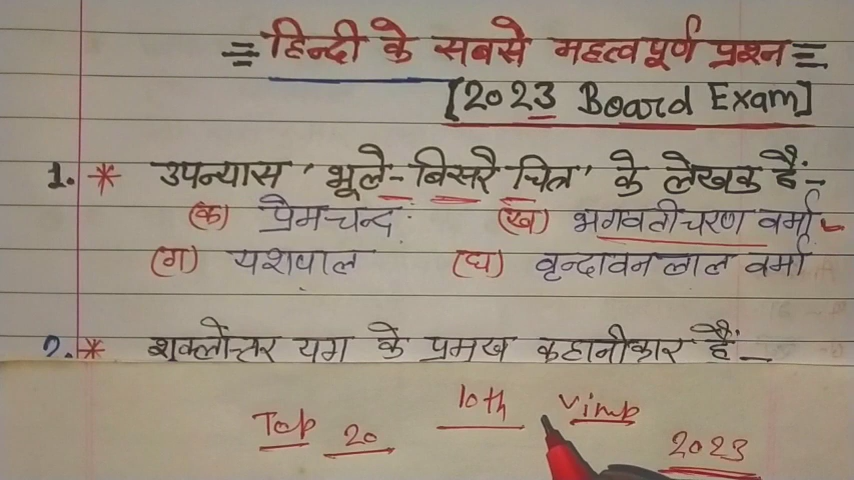 = हिन्दी के सबसे महत्वपूर्ण प्रश्न =
[2023 Board Exam]
1. * उपन्यास 'भूले-बिसरे चित्र' के लेखक हैं-
(क) प्रेमचन्द (ख) भगवतीचरण वर्मा
(ग) यशपाल (घ) वृन्दावन लाल वर्मा
2. * शुक्लोत्तर युग के प्रमुख कहानीकार हैं-
Top 20 10th Vimp 2023